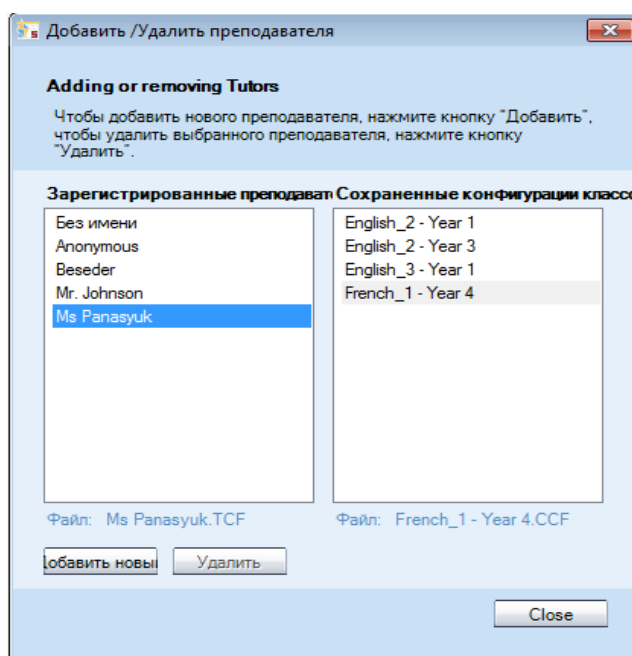 Добавить /Удалить преподавателя
Adding or removing Tutors
Чтобы добавить нового преподавателя, нажмите кнопку "Добавить",
чтобы удалить выбранного преподавателя, нажмите кнопку
"Удалить".
Зарегистрированные преподават
Сохраненные конфигурации классо
Без имени
Anonymous
Beseder
Mr. Johnson
Ms Panasyuk
English_2 - Year 1
English_2 - Year 3
English_3 - Year 1
French_1 - Year 4
Файл: Ms Panasyuk.TCF
Файл: French_1 - Year 4.CCF
Добавить новы
Удалить
Close